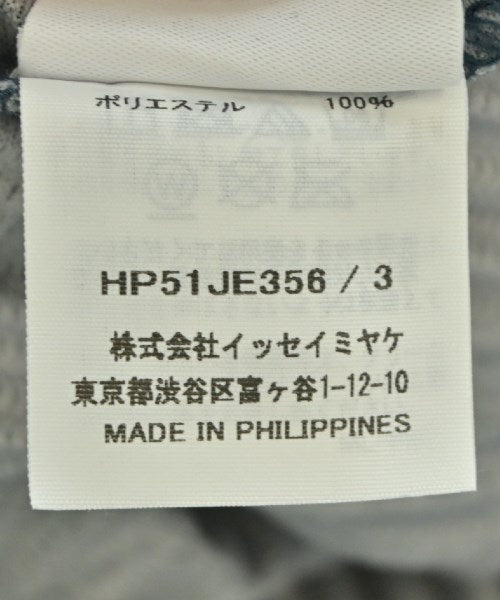 ポリエステル 100%
HP51JE356 / 3
株式会社イッセイミヤケ
東京都渋谷区富ヶ谷1-12-10
MADE IN PHILIPPINES